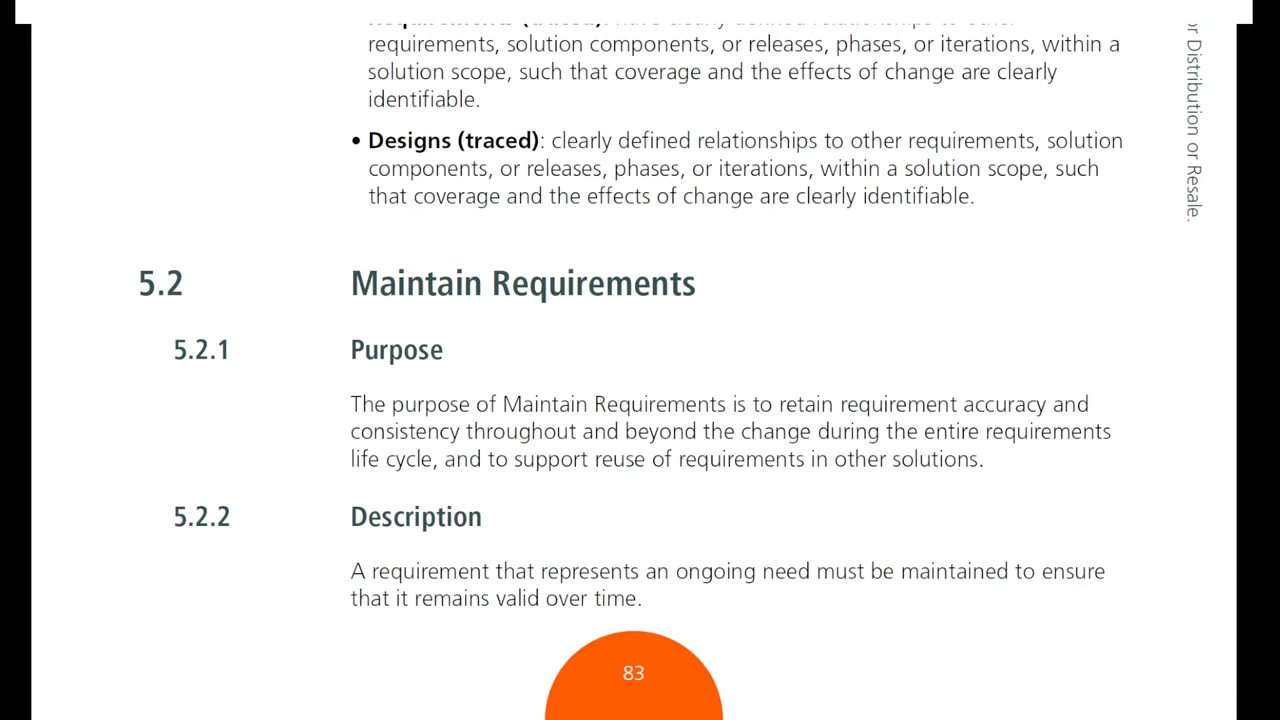 requirements, solution components, or releases, phases, or iterations, within a
solution scope, such that coverage and the effects of change are clearly
identifiable.
• Designs (traced): clearly defined relationships to other requirements, solution
components, or releases, phases, or iterations, within a solution scope, such
that coverage and the effects of change are clearly identifiable.
5.2 Maintain Requirements
5.2.1 Purpose
The purpose of Maintain Requirements is to retain requirement accuracy and
consistency throughout and beyond the change during the entire requirements
life cycle, and to support reuse of requirements in other solutions.
5.2.2 Description
A requirement that represents an ongoing need must be maintained to ensure
that it remains valid over time.
83
or Distribution or Resale.